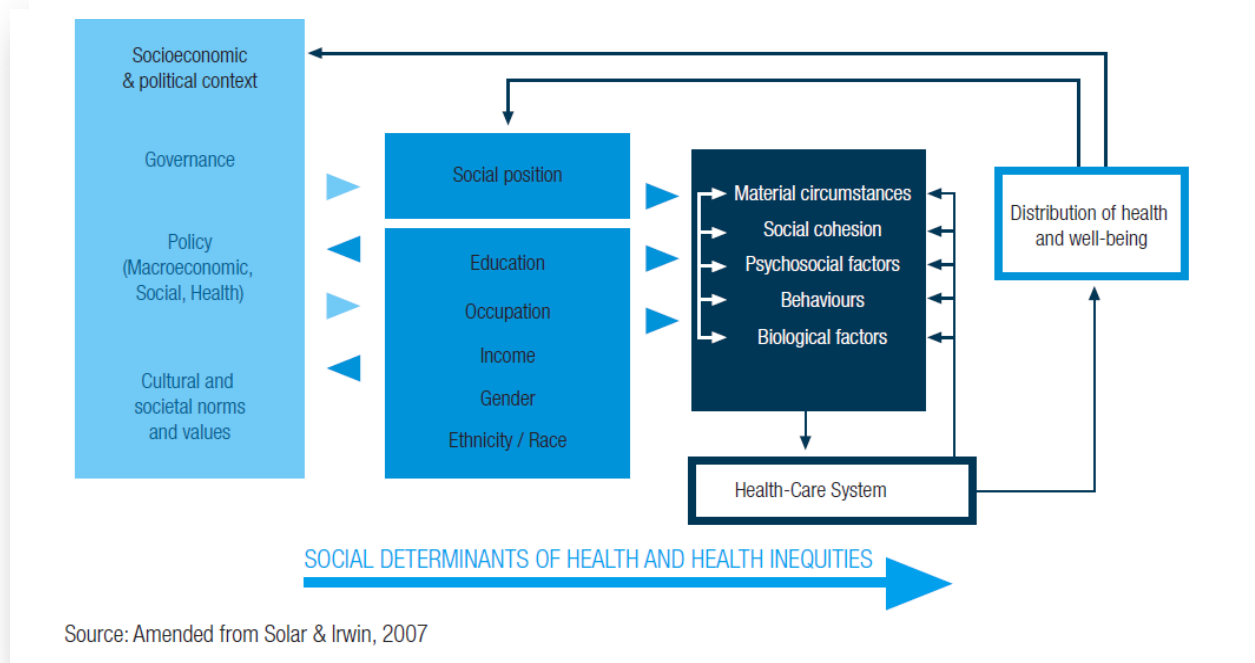 Socioeconomic
& political context
Governance
Policy
(Macroeconomic,
Social, Health)
Cultural and
societal norms
and values
Social position
Education
Occupation
Income
Gender
Ethnicity / Race
Material circumstances
Social cohesion
Psychosocial factors
Behaviours
Biological factors
Health-Care System
Distribution of health
and well-being
SOCIAL DETERMINANTS OF HEALTH AND HEALTH INEQUITIES
Source: Amended from Solar & Irwin, 2007